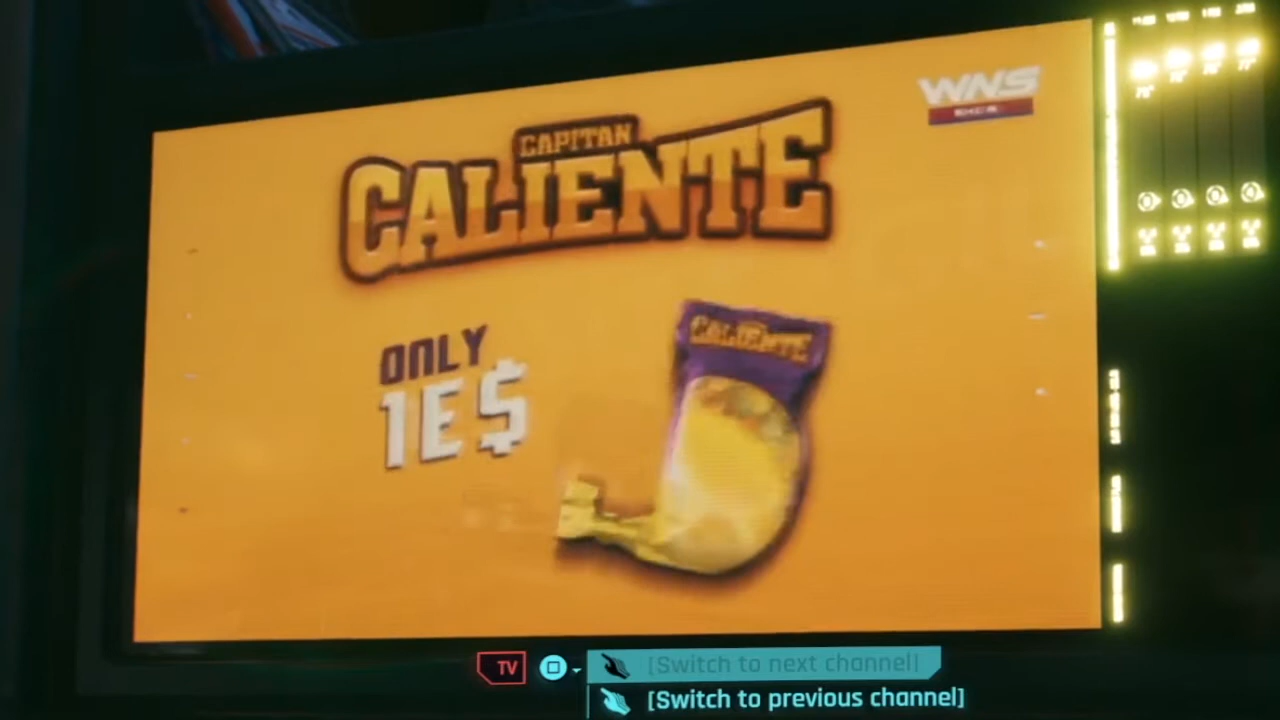 WNS
CAPITAN
CALIENTE
ONLY
1E$
CALIENTE
TV
[Switch to next channel]
[Switch to previous channel]